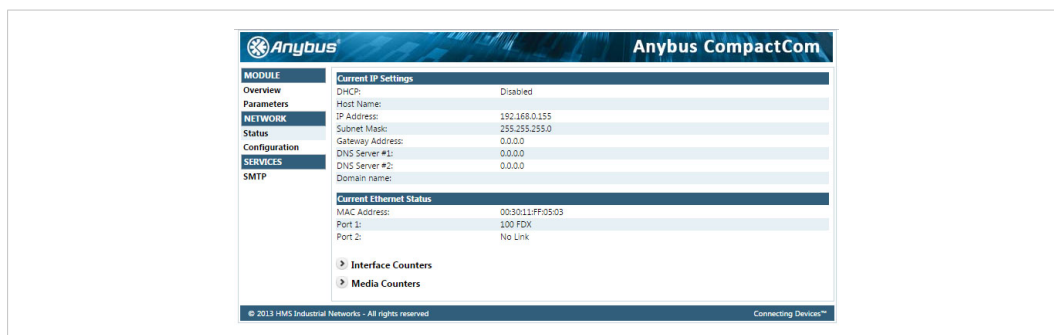 Anybus®
Anybus CompactCom
MODULE
Overview
Parameters
NETWORK
Status
Configuration
SERVICES
SMTP
Current IP Settings
DHCP: Disabled
Host Name:
IP Address: 192.168.0.155
Subnet Mask: 255.255.255.0
Gateway Address: 0.0.0.0
DNS Server #1: 0.0.0.0
DNS Server #2: 0.0.0.0
Domain name:
Current Ethernet Status
MAC Address: 00:30:11:FF:05:03
Port 1: 100 FDX
Port 2: No Link
Interface Counters
Media Counters
© 2013 HMS Industrial Networks - All rights reserved
Connecting Devices™